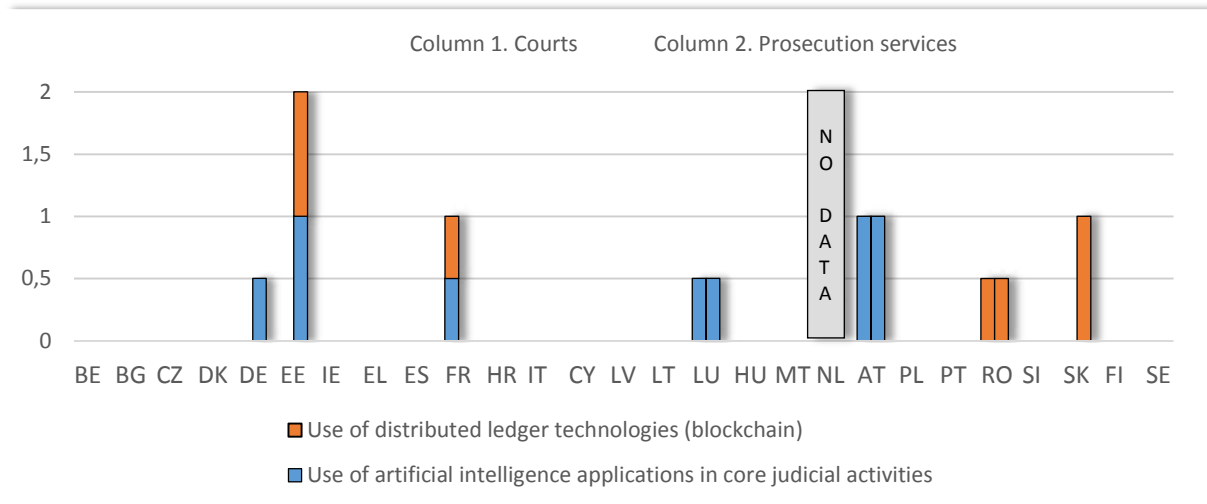 Column 1. Courts Column 2. Prosecution services
2
1,5
1
0,5
0
NO DATA
BE BG CZ DK DE EE IE EL ES FR HR IT CY LV LT LU HU MT NL AT PL PT RO SI SK FI SE
Use of distributed ledger technologies (blockchain)
Use of artificial intelligence applications in core judicial activities